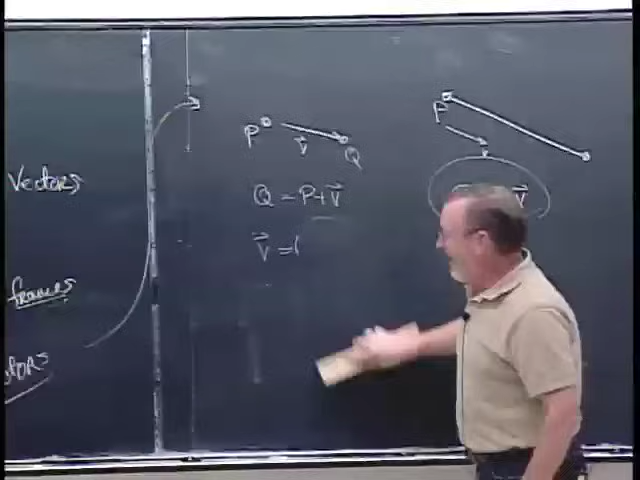 Vectors
frames
P
V⃗
Q
Q = P+V⃗
V⃗ =(
P
V⃗